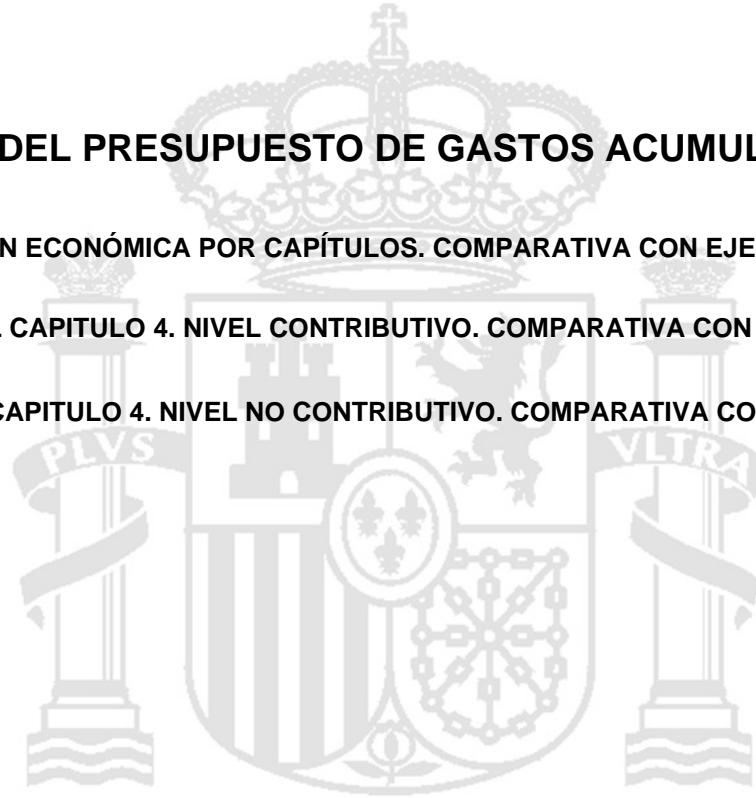 DEL PRESUPUESTO DE GASTOS ACUMUL
N ECONÓMICA POR CAPÍTULOS. COMPARATIVA CON EJE
CAPITULO 4. NIVEL CONTRIBUTIVO. COMPARATIVA CON
CAPITULO 4. NIVEL NO CONTRIBUTIVO. COMPARATIVA CO
PLVS VLTRA